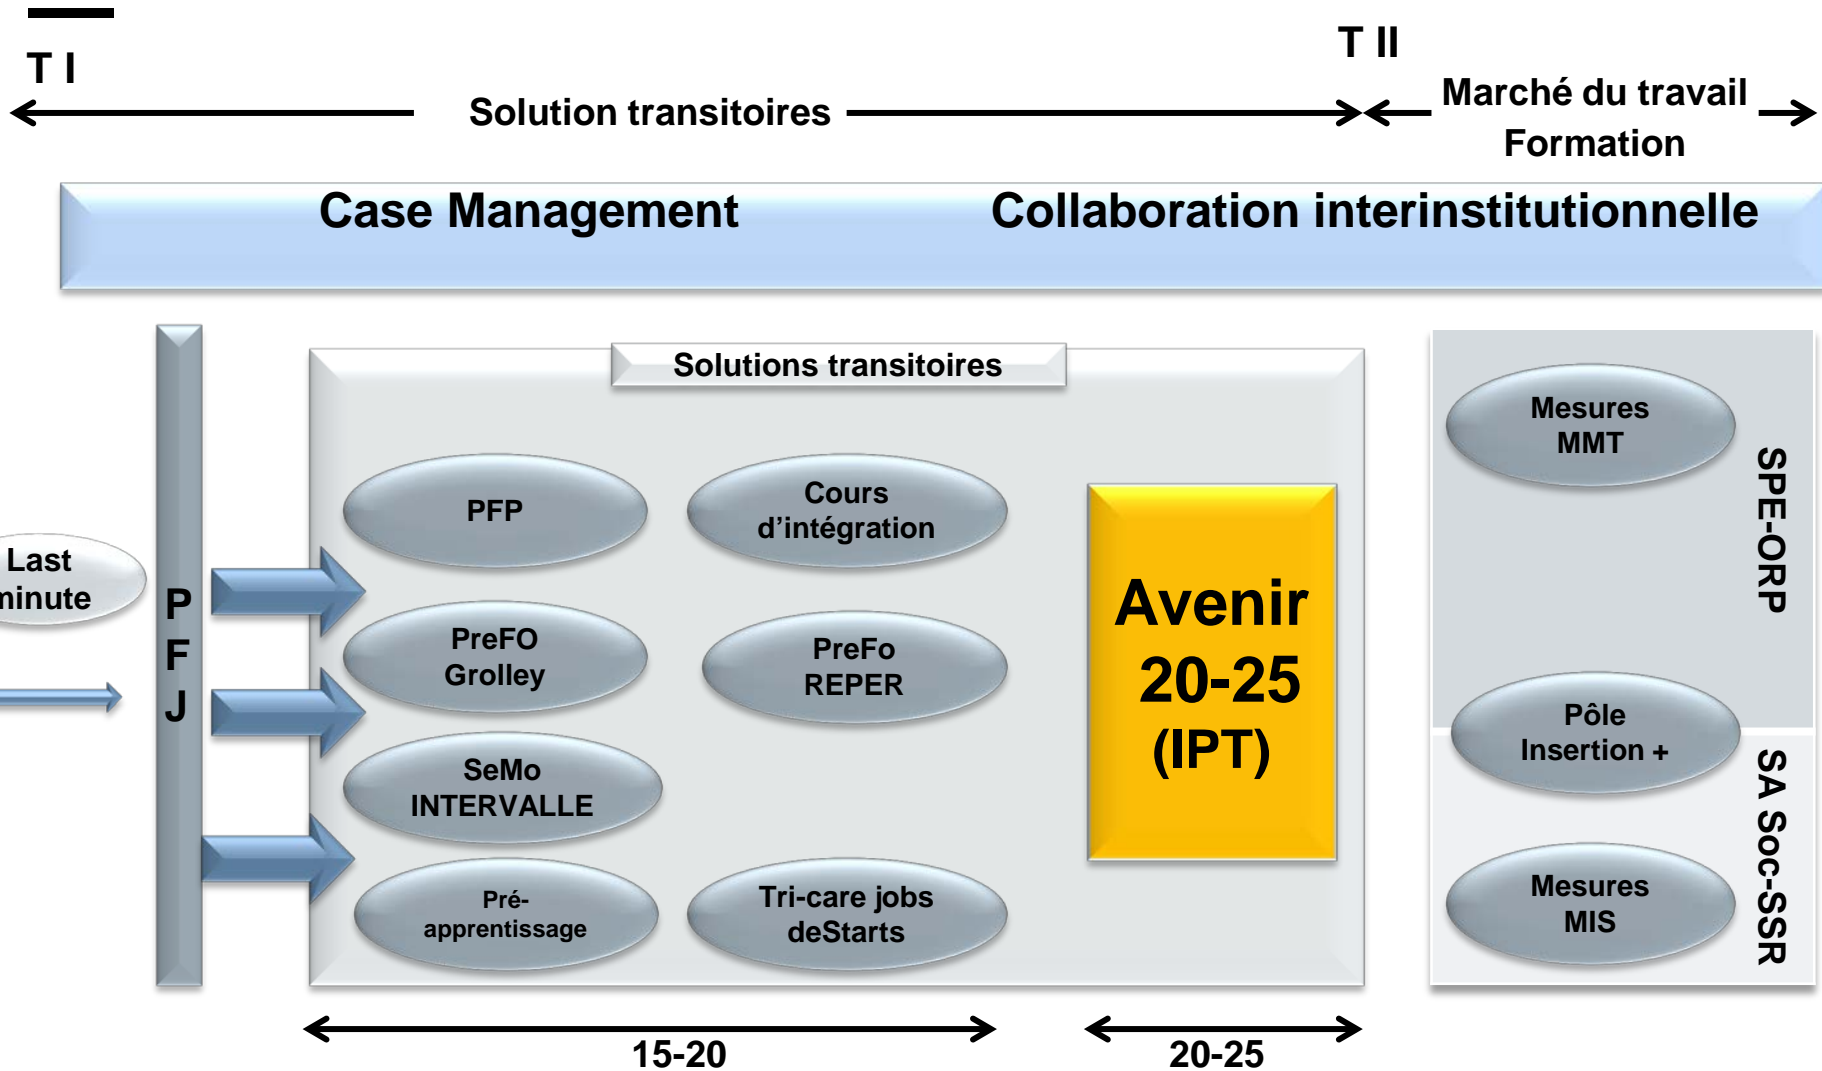 T I
T II
Solution transitoires
Marché du travail
Formation
Case Management
Collaboration interinstitutionnelle
Solutions transitoires
Last
minute
P
F
J
PFP
Cours
d’intégration
PreFO
Grolley
PreFo
REPER
SeMo
INTERVALLE
Pré-
apprentissage
Tri-care jobs
deStarts
Avenir
20-25
(IPT)
Mesures
MMT
SPE-ORP
Pôle
Insertion +
Mesures
MIS
SA Soc-SSR
15-20
20-25